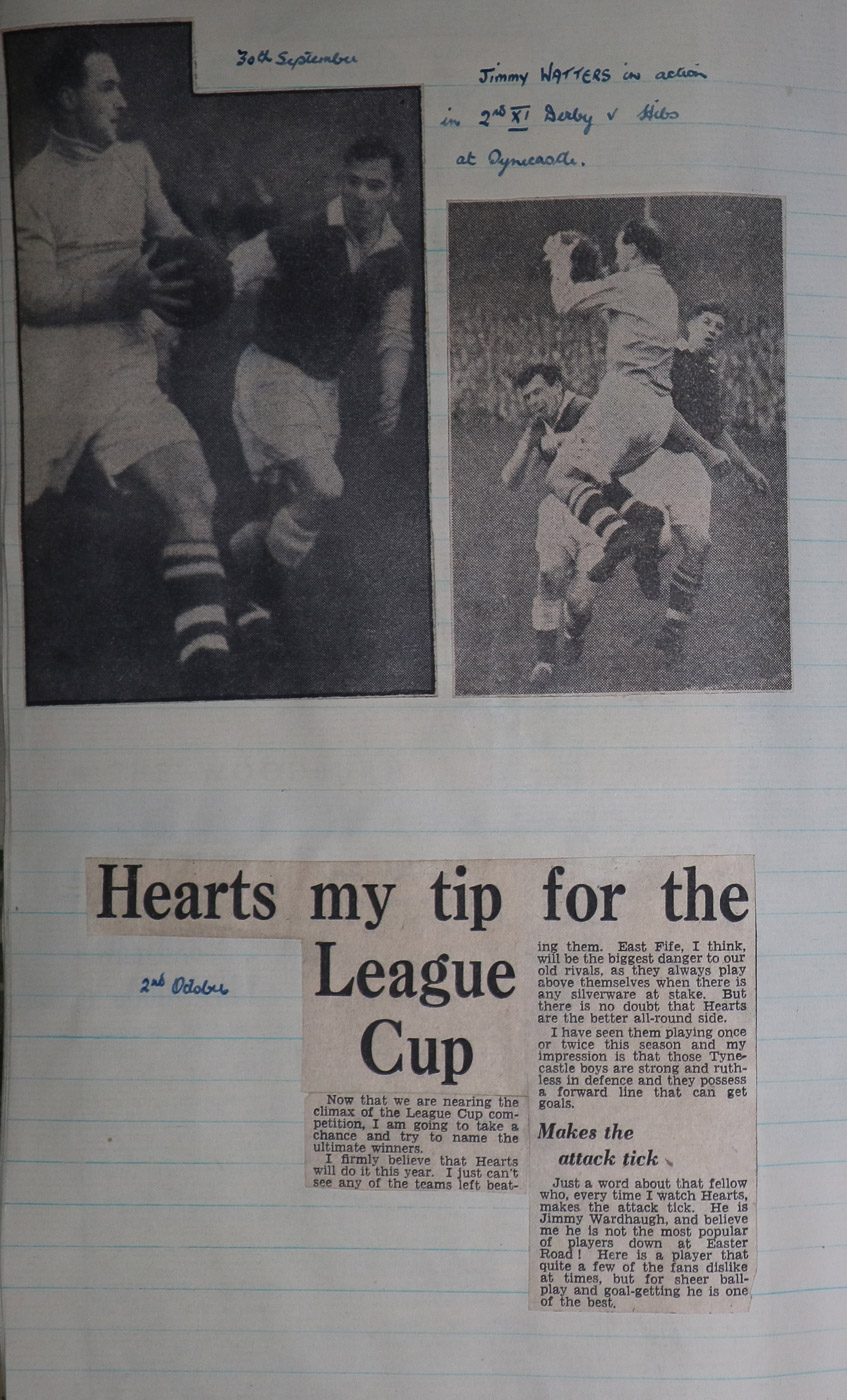 30th September
Jimmy WATTERS in action
in 2nd XI Derby v Hibs
at Tynecastle.
Hearts my tip for the
League
Cup
2nd October
Now that we are nearing the
climax of the League Cup com-
petition, I am going to take a
chance and try to name the
ultimate winners.
I firmly believe that Hearts
will do it this year. I just can't
see any of the teams left beat-
ing them. East Fife, I think,
will be the biggest danger to our
old rivals, as they always play
above themselves when there is
any silverware at stake. But
there is no doubt that Hearts
are the better all-round side.
I have seen them playing once
or twice this season and my
impression is that those Tyne-
castle boys are strong and ruth-
less in defence and they possess
a forward line that can get
goals.
Makes the
attack tick
Just a word about that fellow
who, every time I watch Hearts,
makes the attack tick. He is
Jimmy Wardhaugh, and believe
me he is not the most popular
of players down at Easter
Road! Here is a player that
quite a few of the fans dislike
at times, but for sheer ball-
play and goal-getting he is one
of the best.